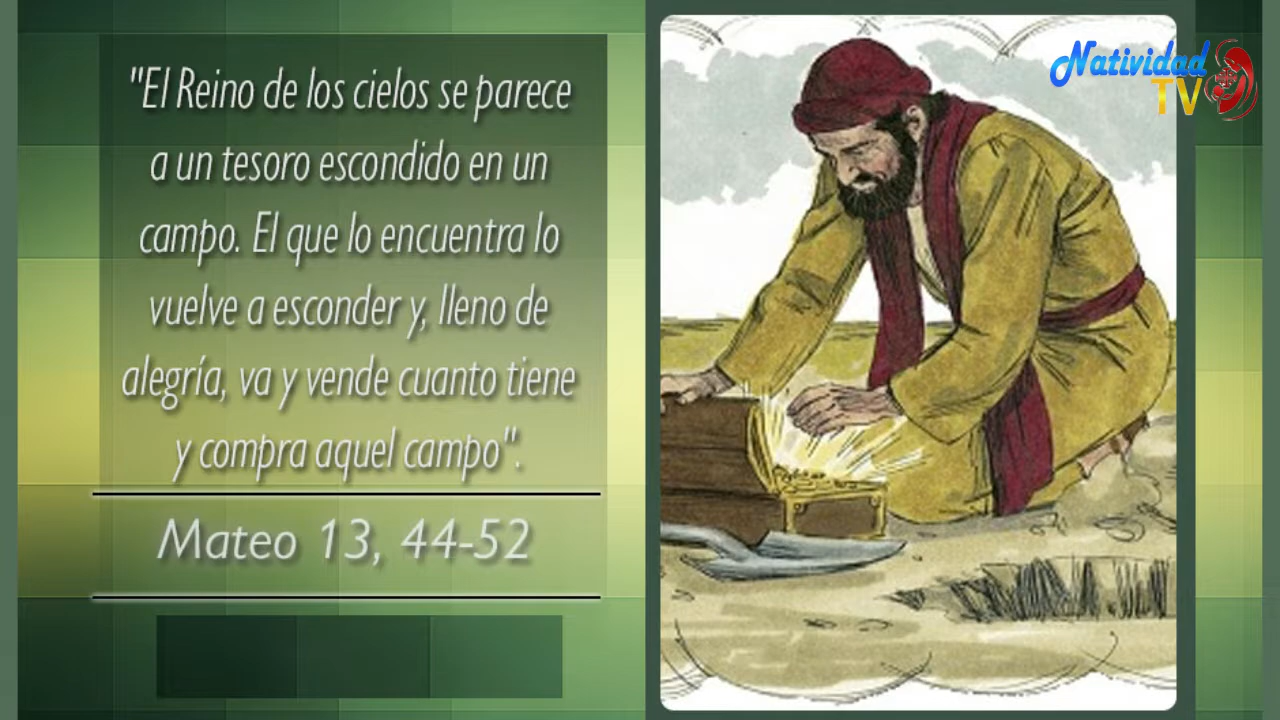 "El Reino de los cielos se parece
a un tesoro escondido en un
campo. El que lo encuentra lo
vuelve a esconder y, lleno de
alegría, va y vende cuanto tiene
y compra aquel campo".
Mateo 13, 44-52
Natividad
TV